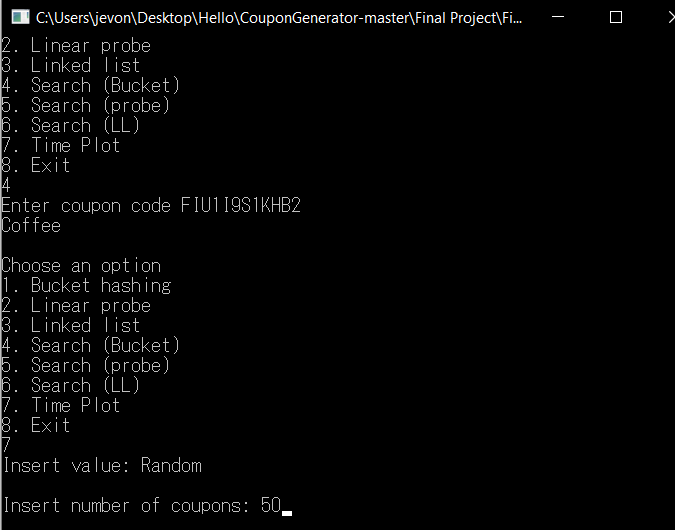 C:\Users\jevon\Desktop\Hello\CouponGenerator-master\Final Project\Fi...
2. Linear probe
3. Linked list
4. Search (Bucket)
5. Search (probe)
6. Search (LL)
7. Time Plot
8. Exit
4
Enter coupon code FIU1I9S1KHB2
Coffee
Choose an option
1. Bucket hashing
2. Linear probe
3. Linked list
4. Search (Bucket)
5. Search (probe)
6. Search (LL)
7. Time Plot
8. Exit
7
Insert value: Random
Insert number of coupons: 50